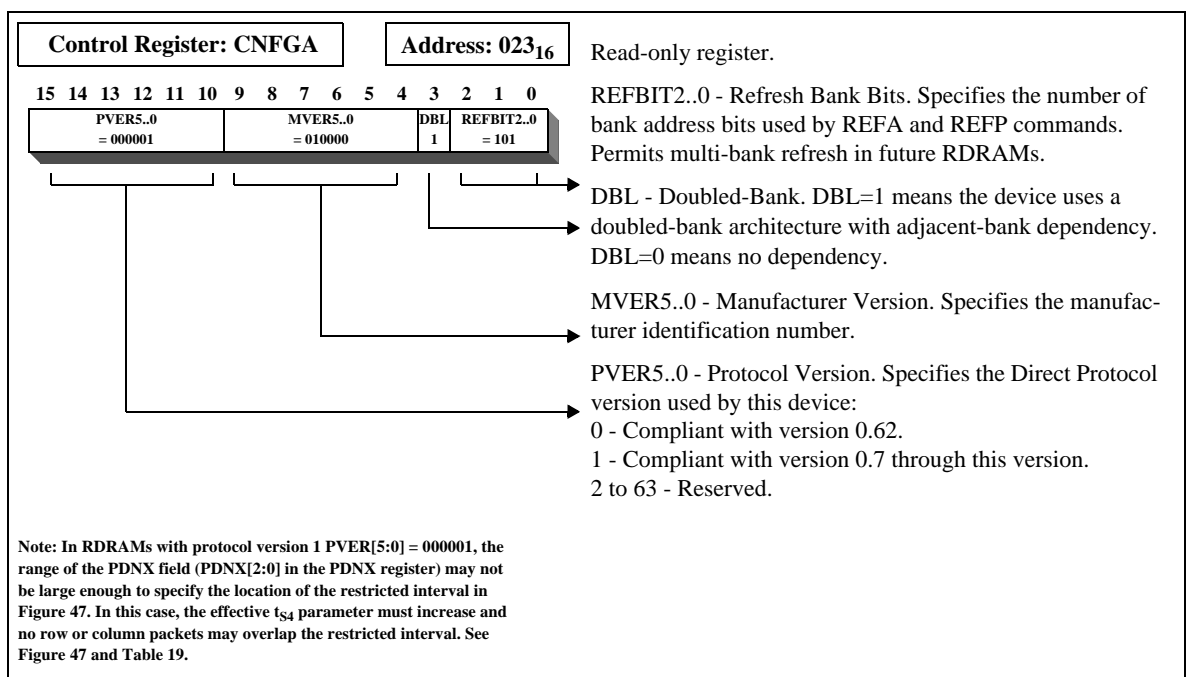 Control Register: CNFGA
Address: 023₁₆
15 14 13 12 11 10 9 8 7 6 5 4 3 2 1 0
PVER5..0 MVER5..0 DBL REFBIT2..0
= 000001 = 010000 1 = 101
Read-only register.
REFBIT2..0 - Refresh Bank Bits. Specifies the number of
bank address bits used by REFA and REFP commands.
Permits multi-bank refresh in future RDRAMs.
DBL - Doubled-Bank. DBL=1 means the device uses a
doubled-bank architecture with adjacent-bank dependency.
DBL=0 means no dependency.
MVER5..0 - Manufacturer Version. Specifies the manufac-
turer identification number.
PVER5..0 - Protocol Version. Specifies the Direct Protocol
version used by this device:
0 - Compliant with version 0.62.
1 - Compliant with version 0.7 through this version.
2 to 63 - Reserved.
Note: In RDRAMs with protocol version 1 PVER[5:0] = 000001, the
range of the PDNX field (PDNX[2:0] in the PDNX register) may not
be large enough to specify the location of the restricted interval in
Figure 47. In this case, the effective tS4 parameter must increase and
no row or column packets may overlap the restricted interval. See
Figure 47 and Table 19.